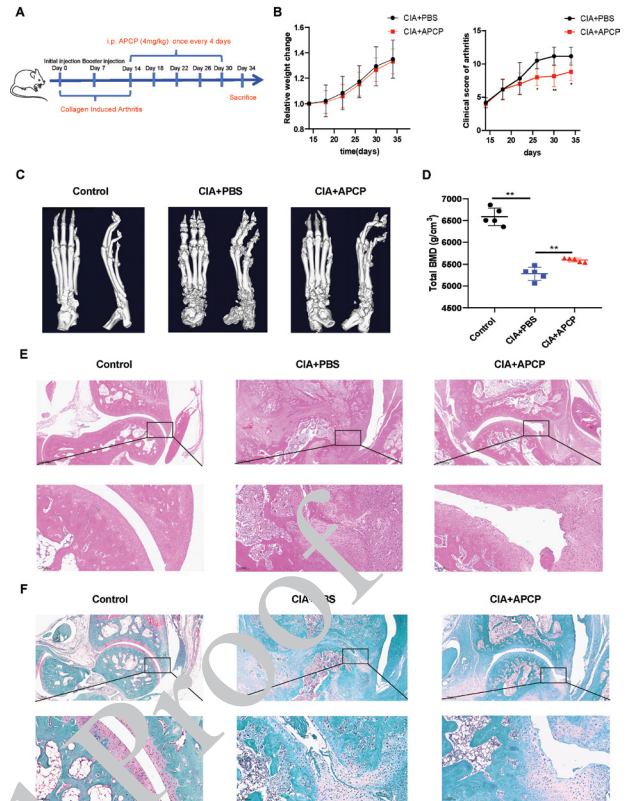 A
i.p. APCP (4mg/kg) once every 4 days
Initial injection Booster injection
Day 0 Day 7 Day 14 Day 18 Day 22 Day 26 Day 30 Day 34
Collagen Induced Arthritis
Sacrifice
B
CIA+PBS
CIA+APCP
Relative weight change
1.6
1.4
1.2
1.0
15 20 25 30 35
time(days)
CIA+PBS
CIA+APCP
Clinical score of arthritis
15
10
5
0
15 20 25 30 35
* ** *
days
C
Control CIA+PBS CIA+APCP
D
Total BMD (g/cm³)
7000
6500
6000
5500
5000
4500
**
**
Control
CIA+PBS
CIA+APCP
E
Control CIA+PBS CIA+APCP
F
Control CIA+PBS CIA+APCP
Proof